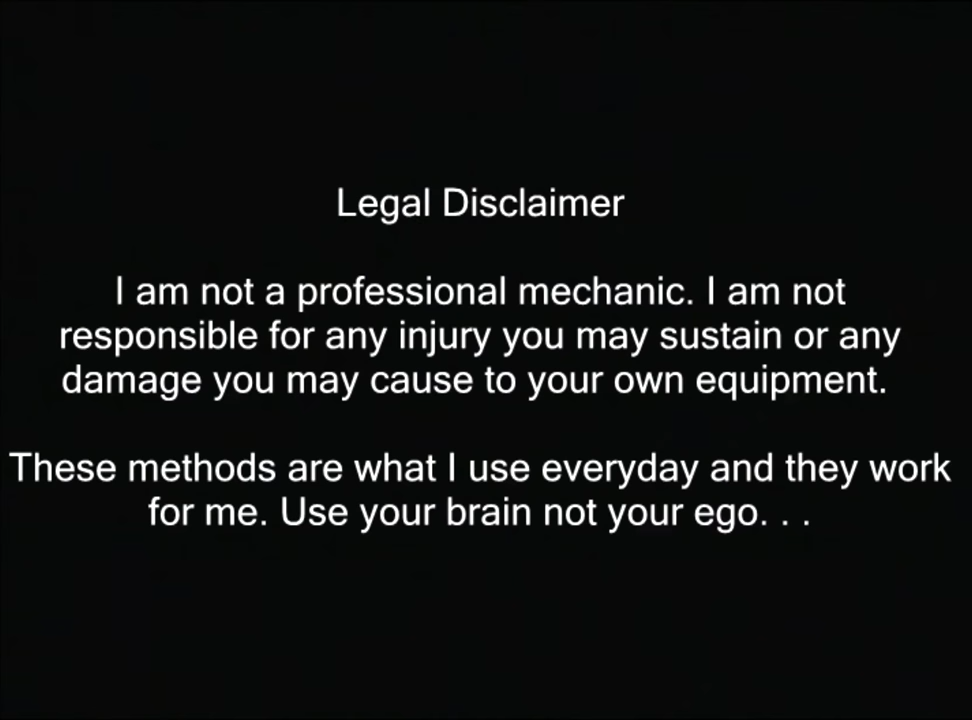 Legal Disclaimer
I am not a professional mechanic. I am not
responsible for any injury you may sustain or any
damage you may cause to your own equipment.
These methods are what I use everyday and they work
for me. Use your brain not your ego. . .